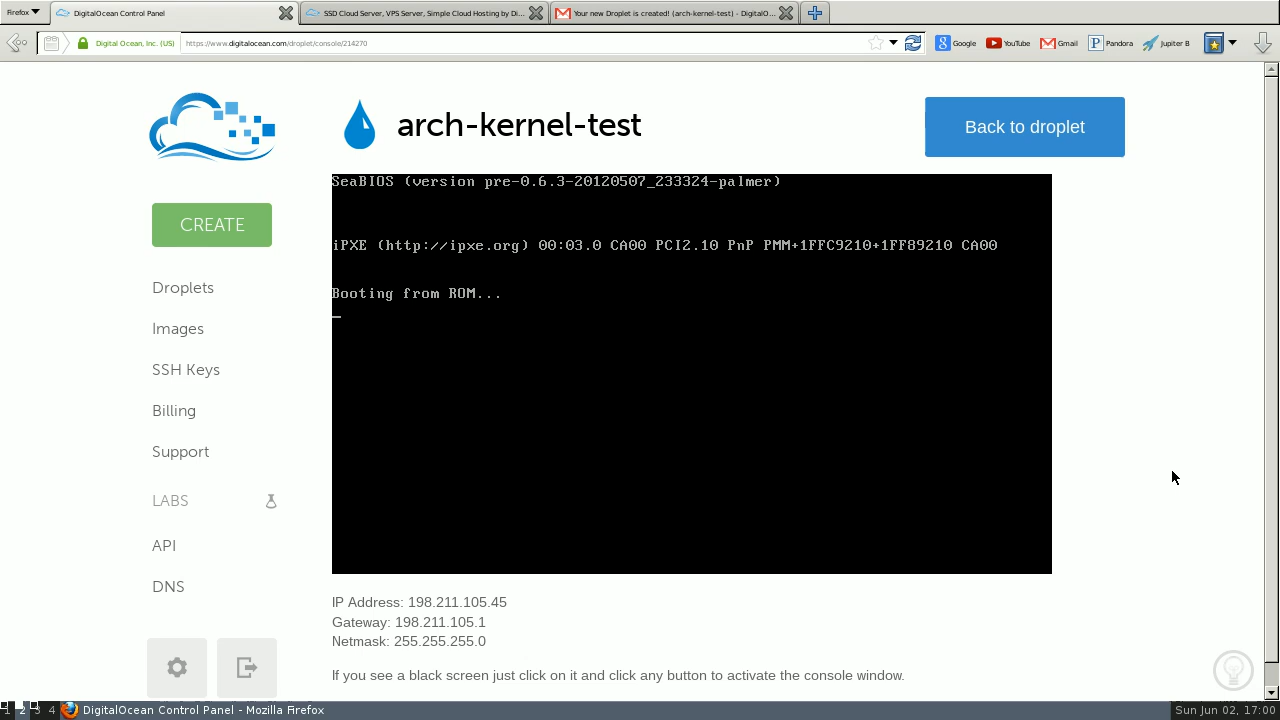 DigitalOcean Control Panel
SSD Cloud Server, VPS Server, Simple Cloud Hosting by Di...
Your new Droplet is created! (arch-kernel-test) - DigitalO...
Firefox
Digital Ocean, Inc. (US)
https://www.digitalocean.com/droplet/console/214270
Google
YouTube
Gmail
Pandora
Jupiter B
arch-kernel-test
Back to droplet
CREATE
Droplets
Images
SSH Keys
Billing
Support
LABS
API
DNS
SeaBIOS (version pre-0.6.3-20120507_233324-palmer)
iPXE (http://ipxe.org) 00:03.0 CA00 PCI2.10 PnP PMM+1FFC9210+1FF89210 CA00
Booting from ROM...
IP Address: 198.211.105.45
Gateway: 198.211.105.1
Netmask: 255.255.255.0
If you see a black screen just click on it and click any button to activate the console window.
1 2 3 4 DigitalOcean Control Panel - Mozilla Firefox
Sun Jun 02, 17:00